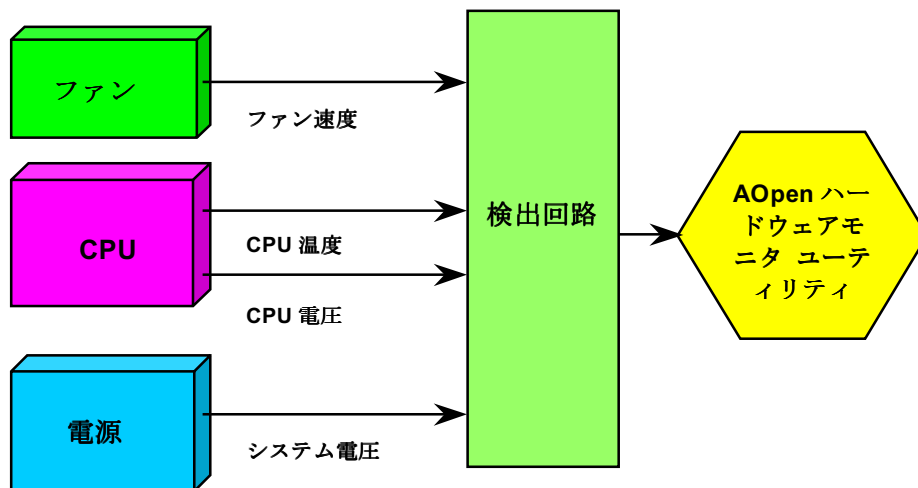 ファン
ファン速度
CPU
CPU 温度
CPU 電圧
電源
システム電圧
検出回路
AOpen ハー
ドウェアモ
ニタ ユーテ
ィリティ